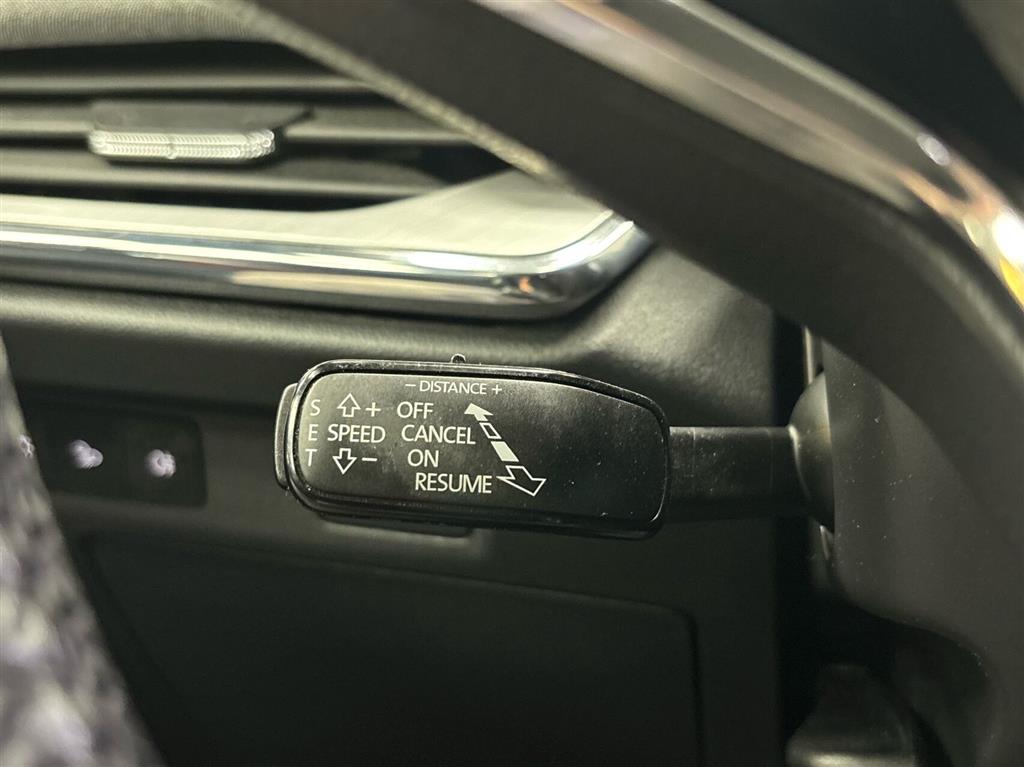 − DISTANCE +
S + OFF
E SPEED CANCEL
T − ON
RESUME